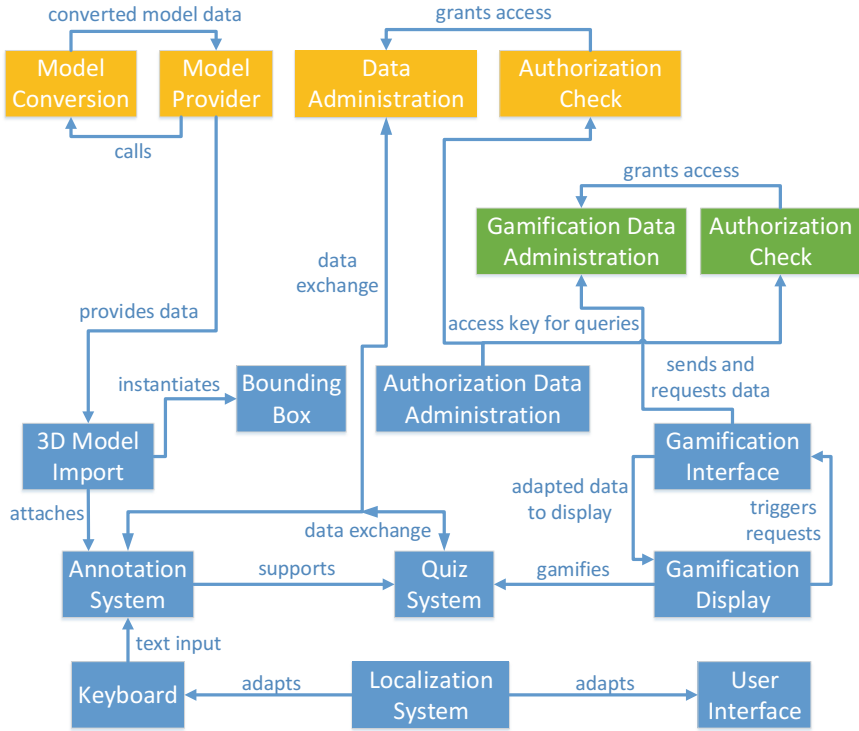 converted model data
grants access
Model
Conversion
Model
Provider
Data
Administration
Authorization
Check
calls
grants access
Gamification Data
Administration
Authorization
Check
data
exchange
provides data
access key for queries
instantiates
Bounding
Box
Authorization Data
Administration
sends and
requests data
3D Model
Import
Gamification
Interface
attaches
adapted data
to display
triggers
requests
data exchange
Annotation
System
supports
Quiz
System
gamifies
Gamification
Display
text input
Keyboard
adapts
Localization
System
adapts
User
Interface